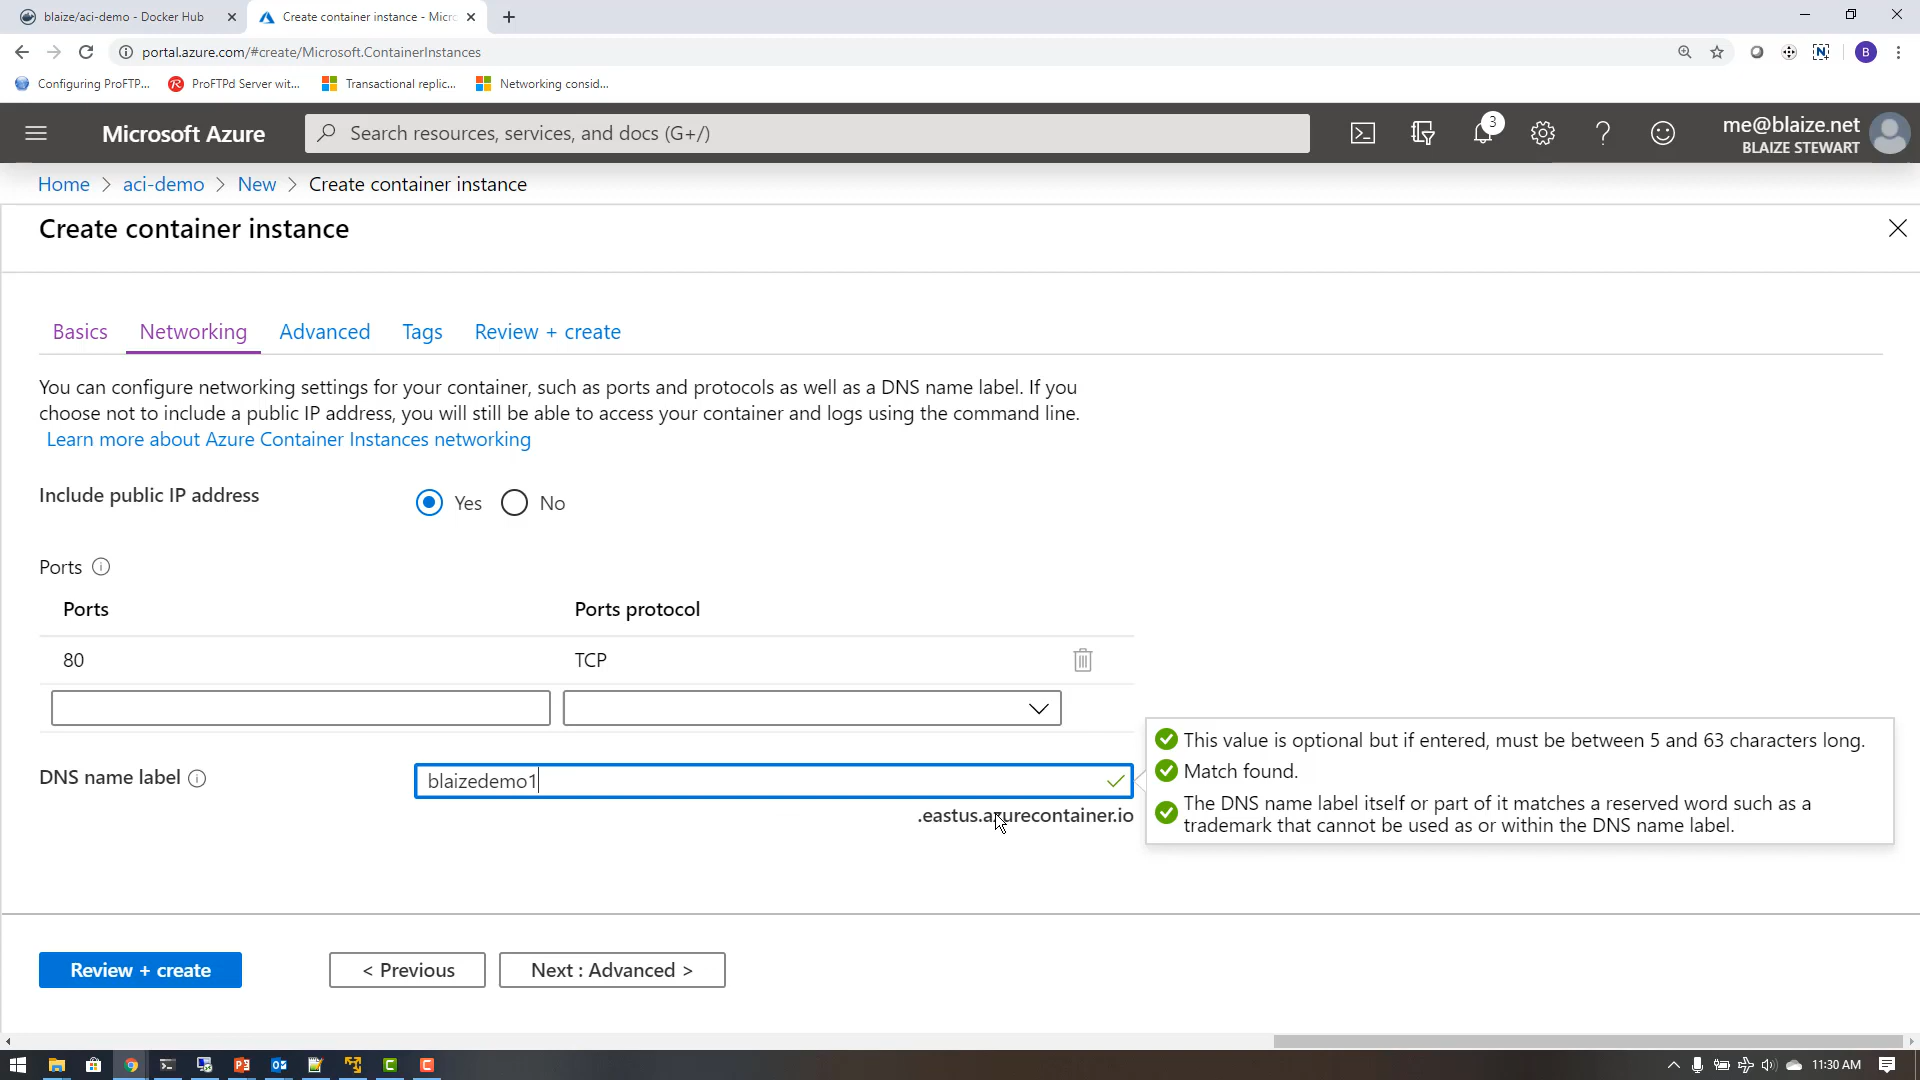 blaize/aci-demo - Docker Hub
Create container instance - Micro
portal.azure.com/#create/Microsoft.ContainerInstances
B
Configuring ProFTP...
ProFTPd Server wit...
Transactional replic...
Networking consid...
Microsoft Azure
Search resources, services, and docs (G+/)
3
me@blaize.net
BLAIZE STEWART
Home > aci-demo > New > Create container instance
Create container instance
Basics
Networking
Advanced
Tags
Review + create
You can configure networking settings for your container, such as ports and protocols as well as a DNS name label. If you
choose not to include a public IP address, you will still be able to access your container and logs using the command line.
Learn more about Azure Container Instances networking
Include public IP address
Yes
No
Ports
Ports
Ports protocol
80
TCP
DNS name label
blaizedemo1
.eastus.azurecontainer.io
This value is optional but if entered, must be between 5 and 63 characters long.
Match found.
The DNS name label itself or part of it matches a reserved word such as a
trademark that cannot be used as or within the DNS name label.
Review + create
< Previous
Next : Advanced >
11:30 AM